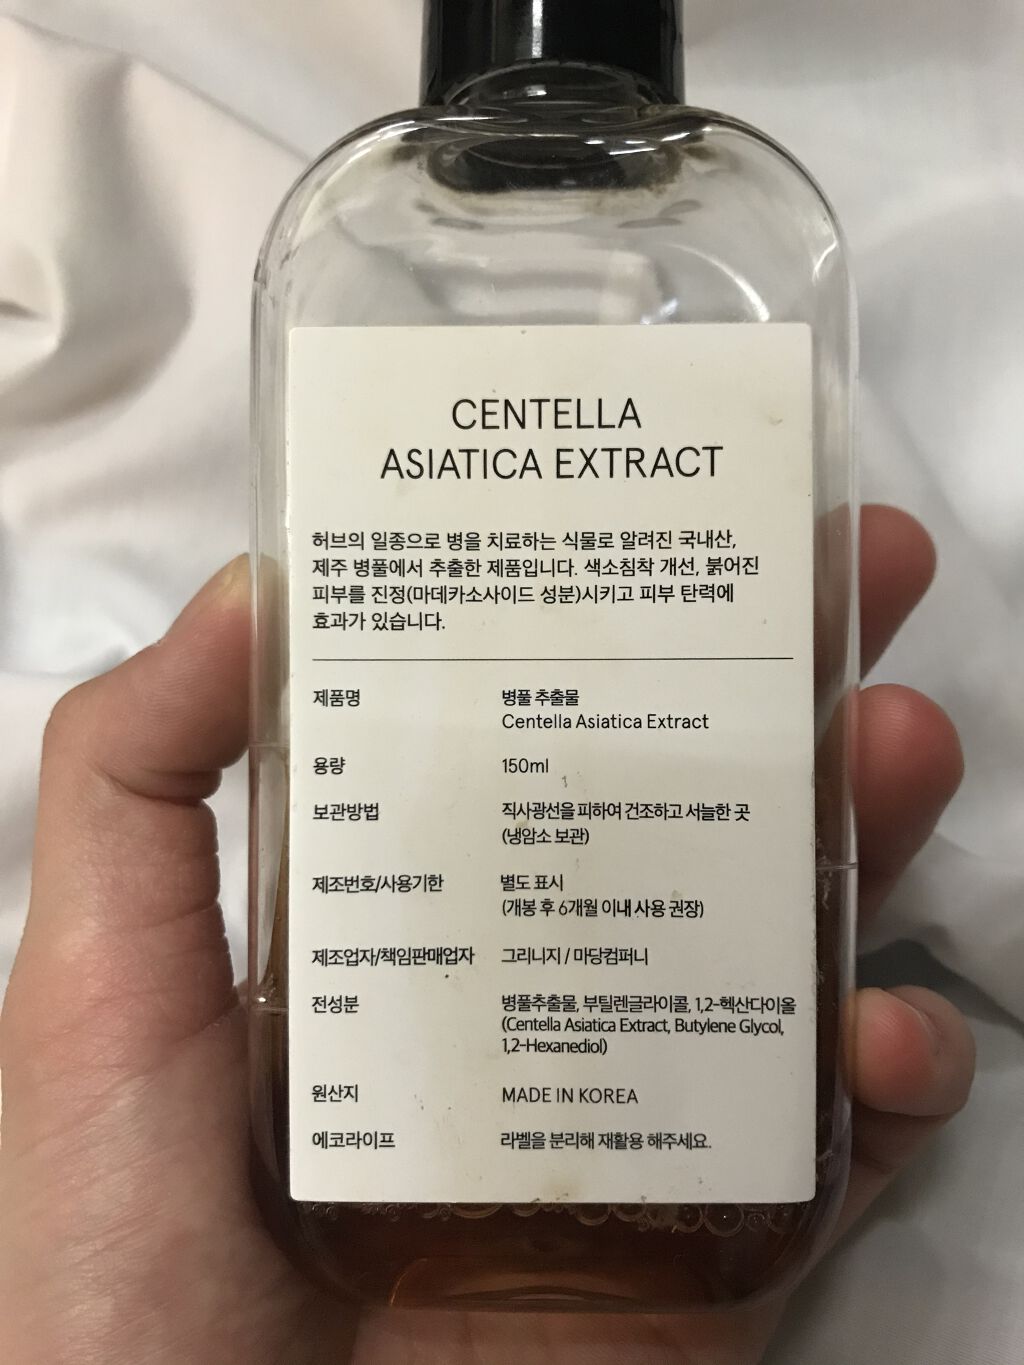 CENTELLA
ASIATICA EXTRACT
허브의 일종으로 병을 치료하는 식물로 알려진 국내산,
제주 병풀에서 추출한 제품입니다. 색소침착 개선, 붉어진
피부를 진정(마데카소사이드 성분)시키고 피부 탄력에
효과가 있습니다.
제품명 병풀 추출물
Centella Asiatica Extract
용량 150ml
보관방법 직사광선을 피하여 건조하고 서늘한 곳
(냉암소 보관)
제조번호/사용기한 별도 표시
(개봉 후 6개월 이내 사용 권장)
제조업자/책임판매업자 그리니지 / 마당컴퍼니
전성분 병풀추출물, 부틸렌글라이콜, 1,2-헥산다이올
(Centella Asiatica Extract, Butylene Glycol,
1,2-Hexanediol)
원산지 MADE IN KOREA
에코라이프 라벨을 분리해 재활용 해주세요.